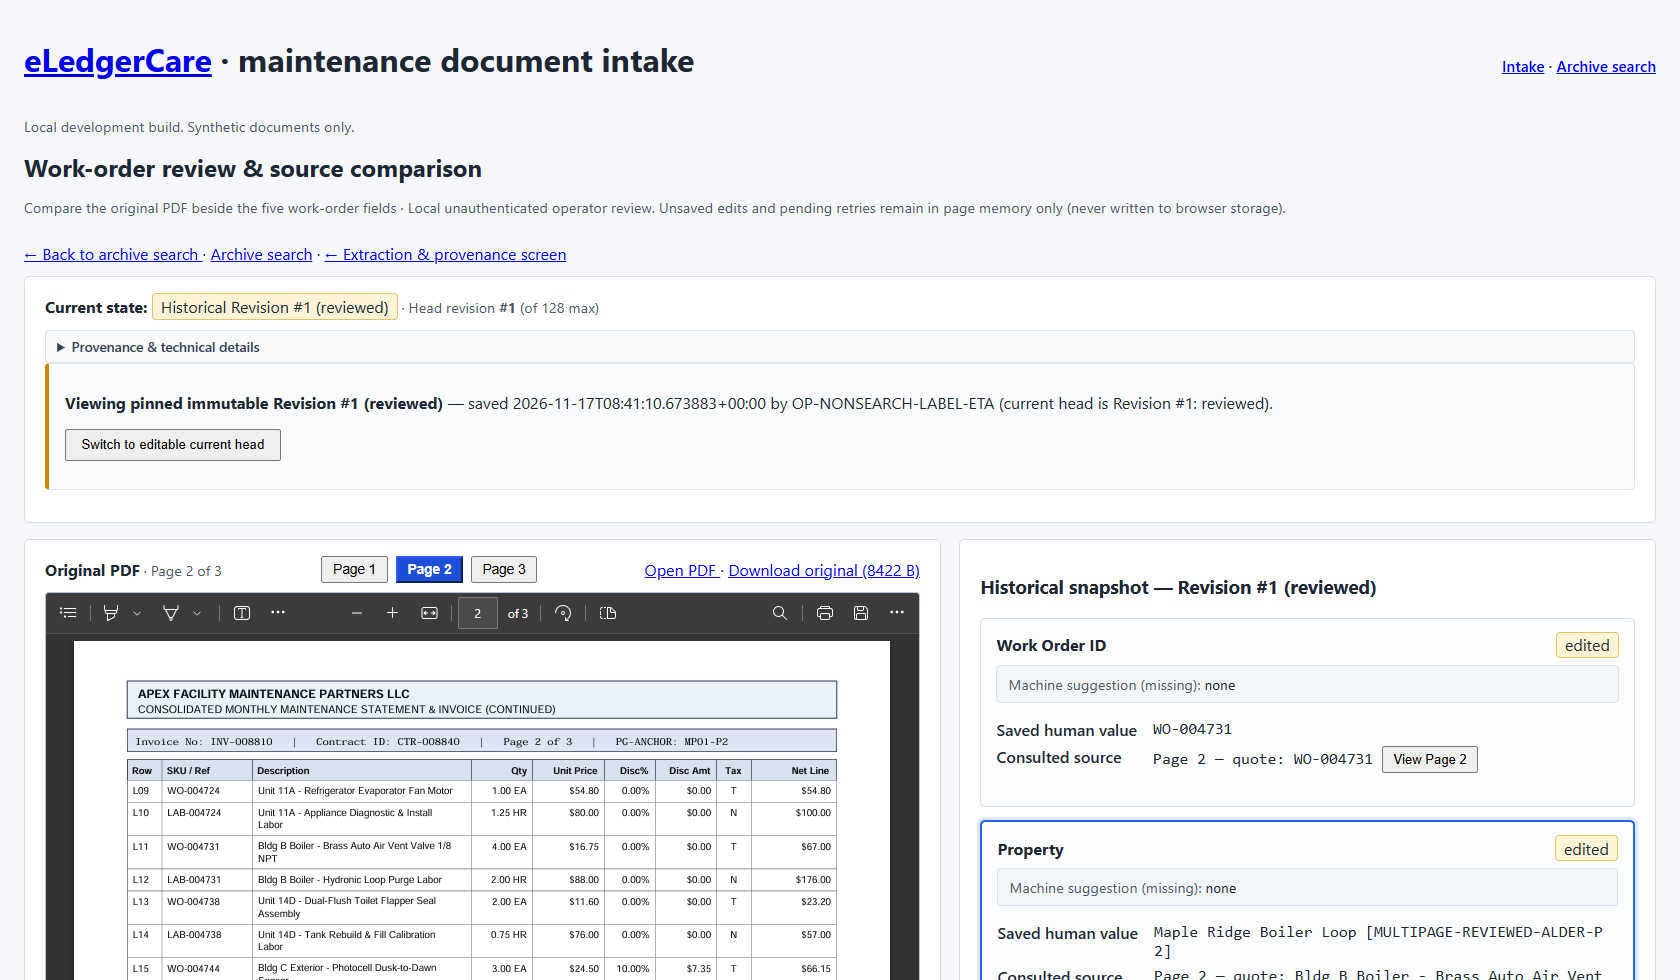 eLedgerCare · maintenance document intake
Intake · Archive search
Local development build. Synthetic documents only.
Work-order review & source comparison
Compare the original PDF beside the five work-order fields · Local unauthenticated operator review. Unsaved edits and pending retries remain in page memory only (never written to browser storage).
← Back to archive search · Archive search · ← Extraction & provenance screen
Current state: Historical Revision #1 (reviewed) · Head revision #1 (of 128 max)
▶ Provenance & technical details
Viewing pinned immutable Revision #1 (reviewed) — saved 2026-11-17T08:41:10.673883+00:00 by OP-NONSEARCH-LABEL-ETA (current head is Revision #1: reviewed).
Switch to editable current head
Original PDF · Page 2 of 3 Page 1 Page 2 Page 3 Open PDF · Download original (8422 B)
2 of 3
APEX FACILITY MAINTENANCE PARTNERS LLC
CONSOLIDATED MONTHLY MAINTENANCE STATEMENT & INVOICE (CONTINUED)
Invoice No: INV-008810 | Contract ID: CTR-008840 | Page 2 of 3 | PG-ANCHOR: MP01-P2
Row SKU / Ref Description Qty Unit Price Disc% Disc Amt Tax Net Line
L09 WO-004724 Unit 11A - Refrigerator Evaporator Fan Motor 1.00 EA $54.80 0.00% $0.00 T $54.80
L10 LAB-004724 Unit 11A - Appliance Diagnostic & Install 1.25 HR $80.00 0.00% $0.00 N $100.00
Labor
L11 WO-004731 Bldg B Boiler - Brass Auto Air Vent Valve 1/8 4.00 EA $16.75 0.00% $0.00 T $67.00
NPT
L12 LAB-004731 Bldg B Boiler - Hydronic Loop Purge Labor 2.00 HR $88.00 0.00% $0.00 N $176.00
L13 WO-004738 Unit 14D - Dual-Flush Toilet Flapper Seal 2.00 EA $11.60 0.00% $0.00 T $23.20
Assembly
L14 LAB-004738 Unit 14D - Tank Rebuild & Fill Calibration 0.75 HR $76.00 0.00% $0.00 N $57.00
Labor
L15 WO-004744 Bldg C Exterior - Photocell Dusk-to-Dawn 3.00 EA $24.50 10.00% $7.35 T $66.15
Historical snapshot — Revision #1 (reviewed)
Work Order ID edited
Machine suggestion (missing): none
Saved human value WO-004731
Consulted source Page 2 — quote: WO-004731 View Page 2
Property edited
Machine suggestion (missing): none
Saved human value Maple Ridge Boiler Loop [MULTIPAGE-REVIEWED-ALDER-P
2]
Consulted source Page 2 — quote: Bldg B Boiler - Brass Auto Air Vent